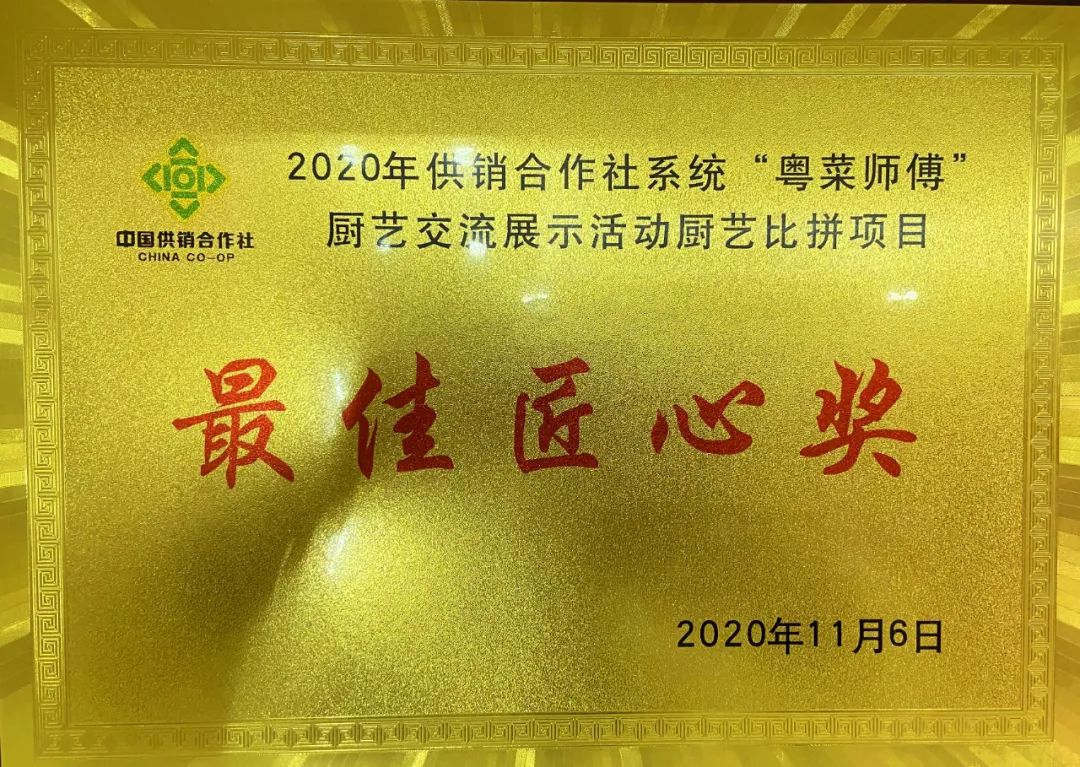 中国供销合作社
CHINA CO-OP
2020年供销合作社系统“粤菜师傅”
厨艺交流展示活动厨艺比拼项目
最佳匠心奖
2020年11月6日